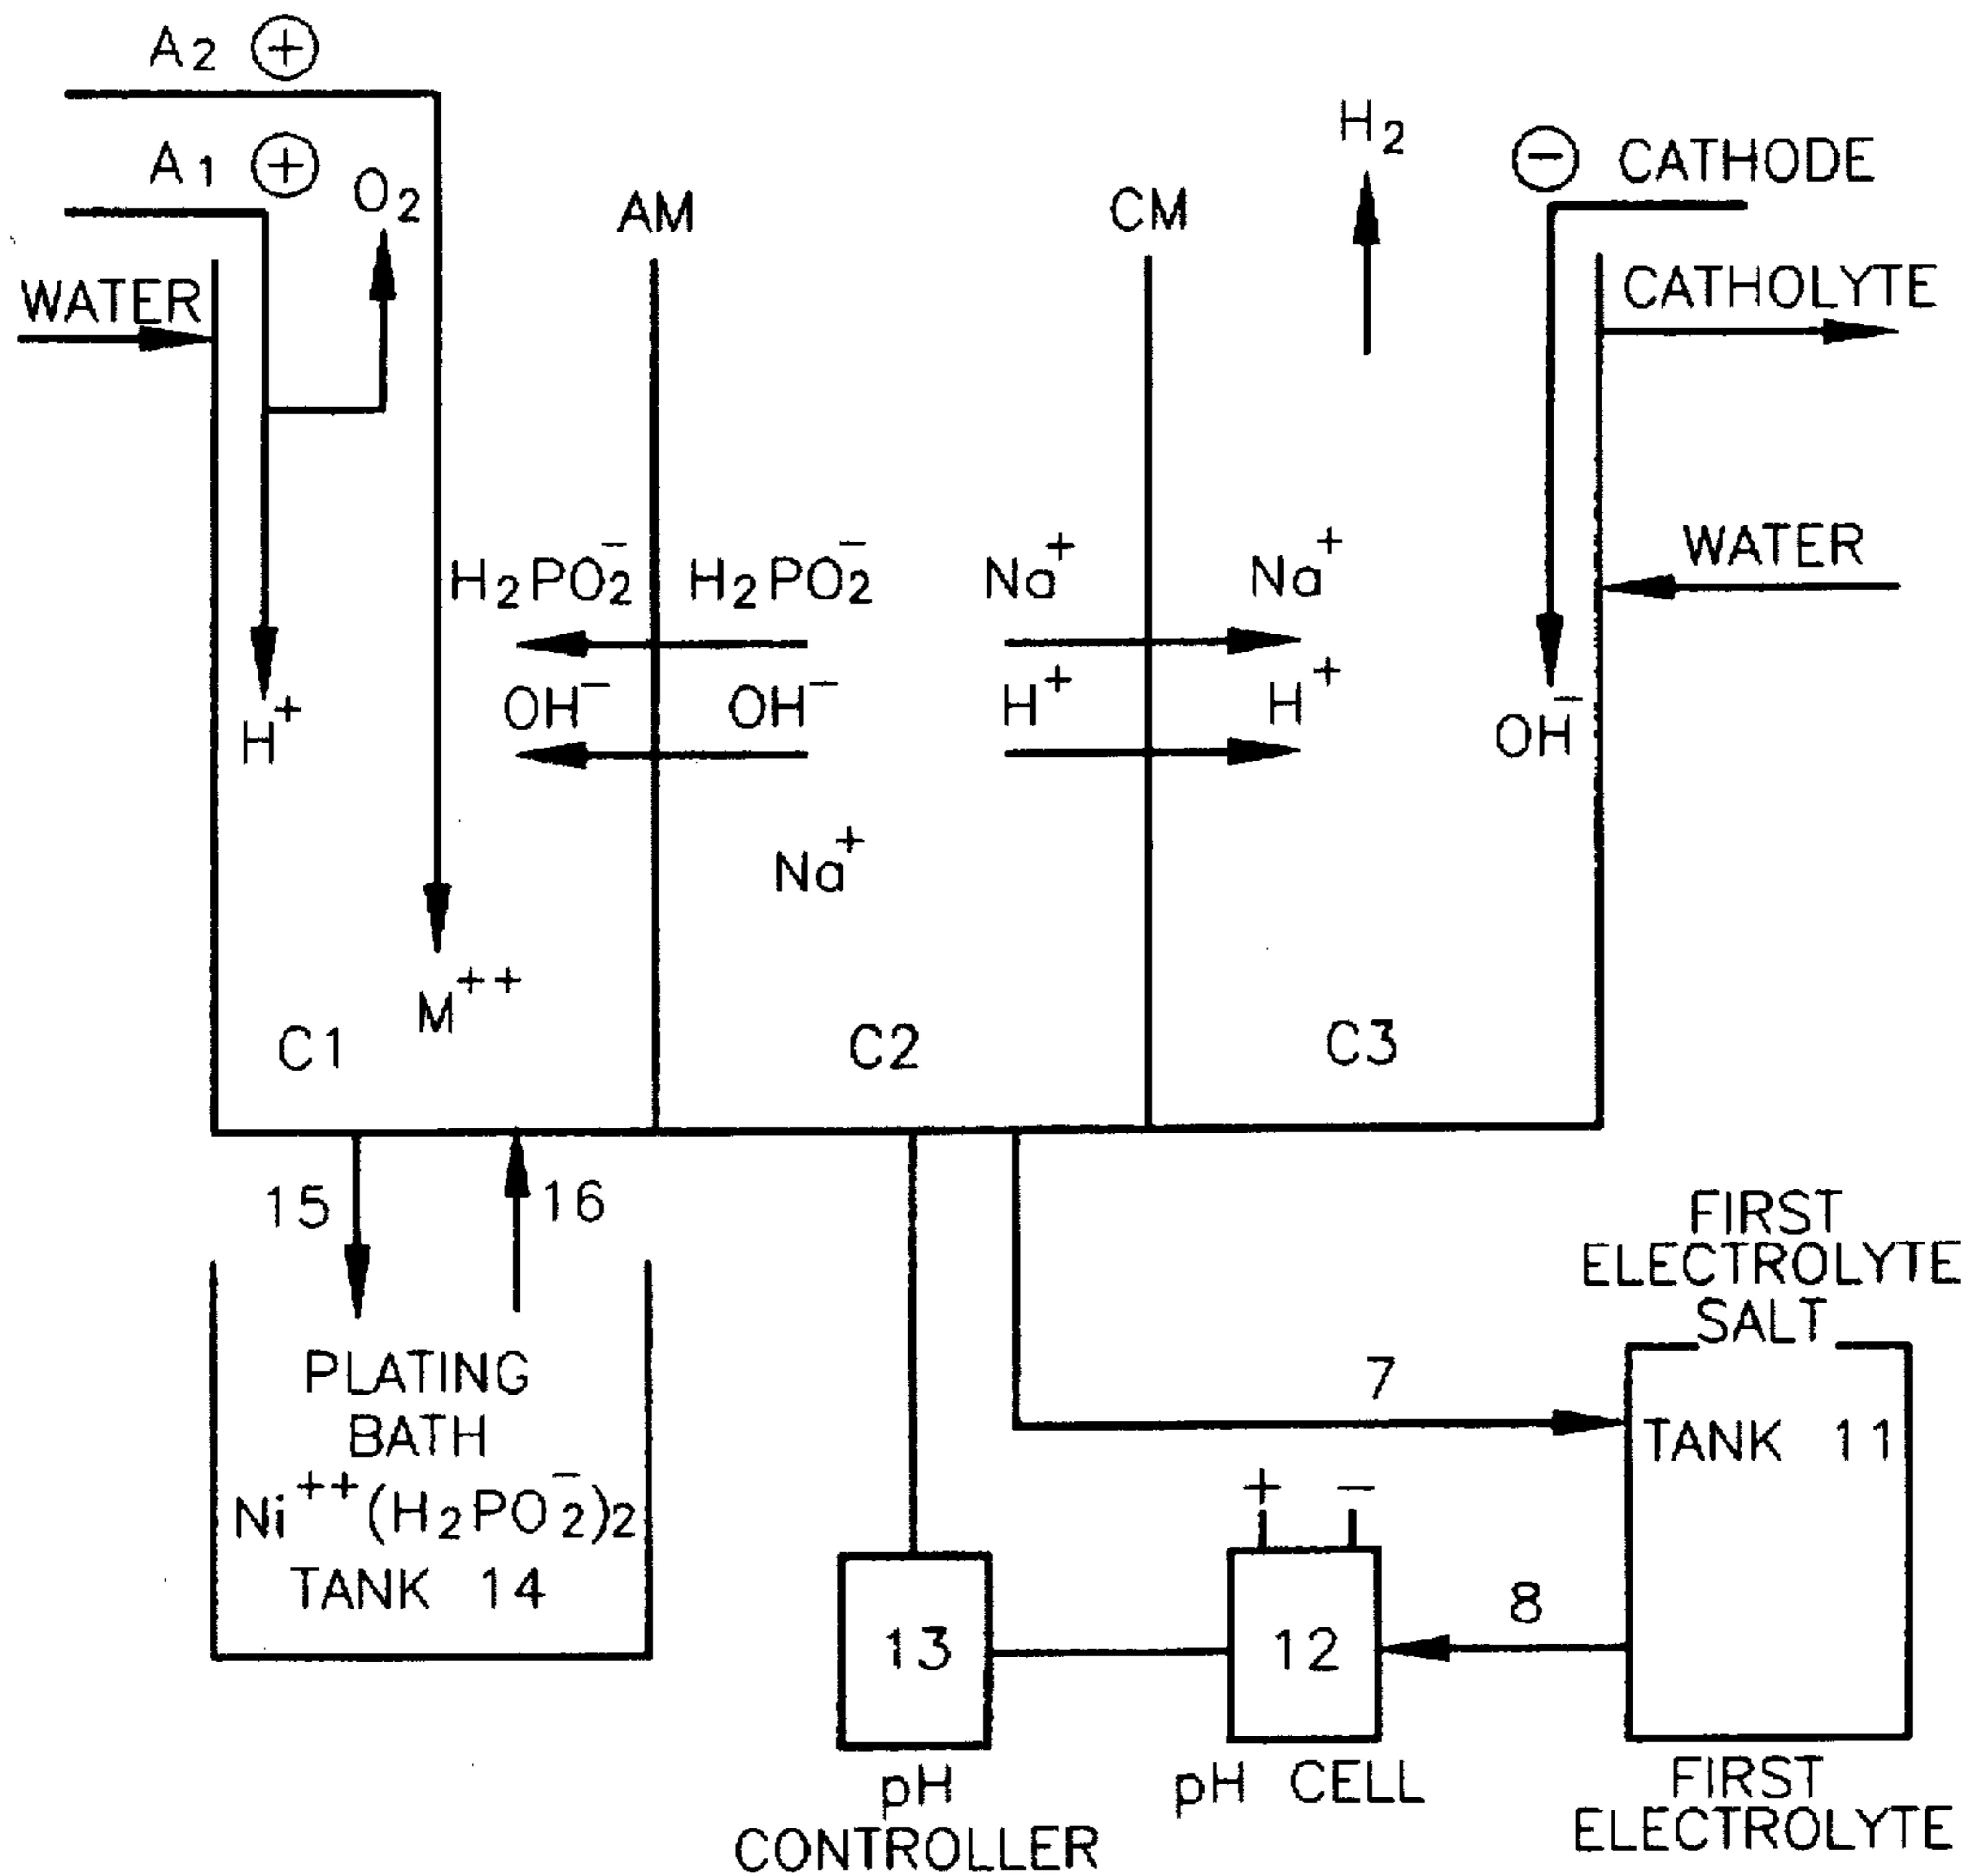 A2 ⊕
A1 ⊕
O2
H2
⊖ CATHODE
AM
CM
WATER
CATHOLYTE
WATER
H2PO2⁻
H2PO2⁻
Na⁺
Na⁺
OH⁻
OH⁻
H⁺
H⁺
H⁺
OH⁻
Na⁺
M⁺⁺
C1
C2
C3
15
16
FIRST
ELECTROLYTE
SALT
PLATING
BATH
Ni⁺⁺(H2PO2⁻)2
TANK 14
7
TANK 11
+ −
8
13
12
pH
CONTROLLER
pH CELL
FIRST
ELECTROLYTE